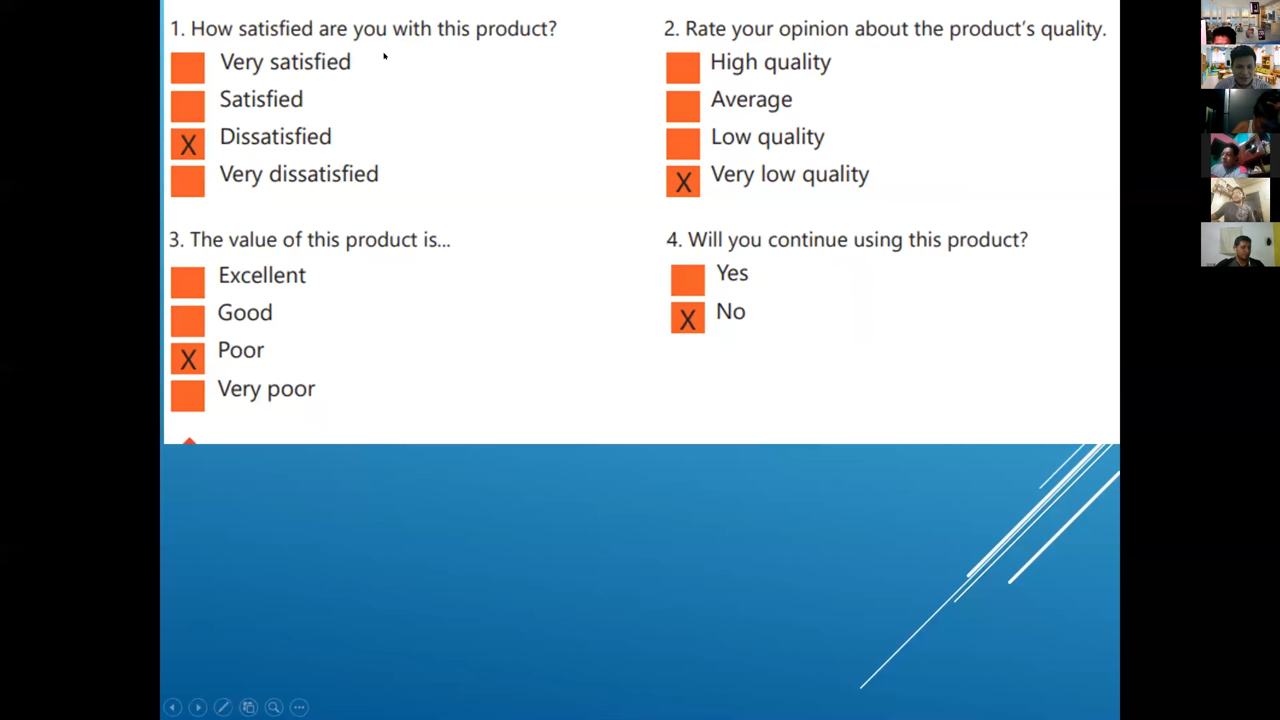 1. How satisfied are you with this product?
Very satisfied
Satisfied
X Dissatisfied
Very dissatisfied
2. Rate your opinion about the product's quality.
High quality
Average
Low quality
X Very low quality
3. The value of this product is...
Excellent
Good
X Poor
Very poor
4. Will you continue using this product?
Yes
X No